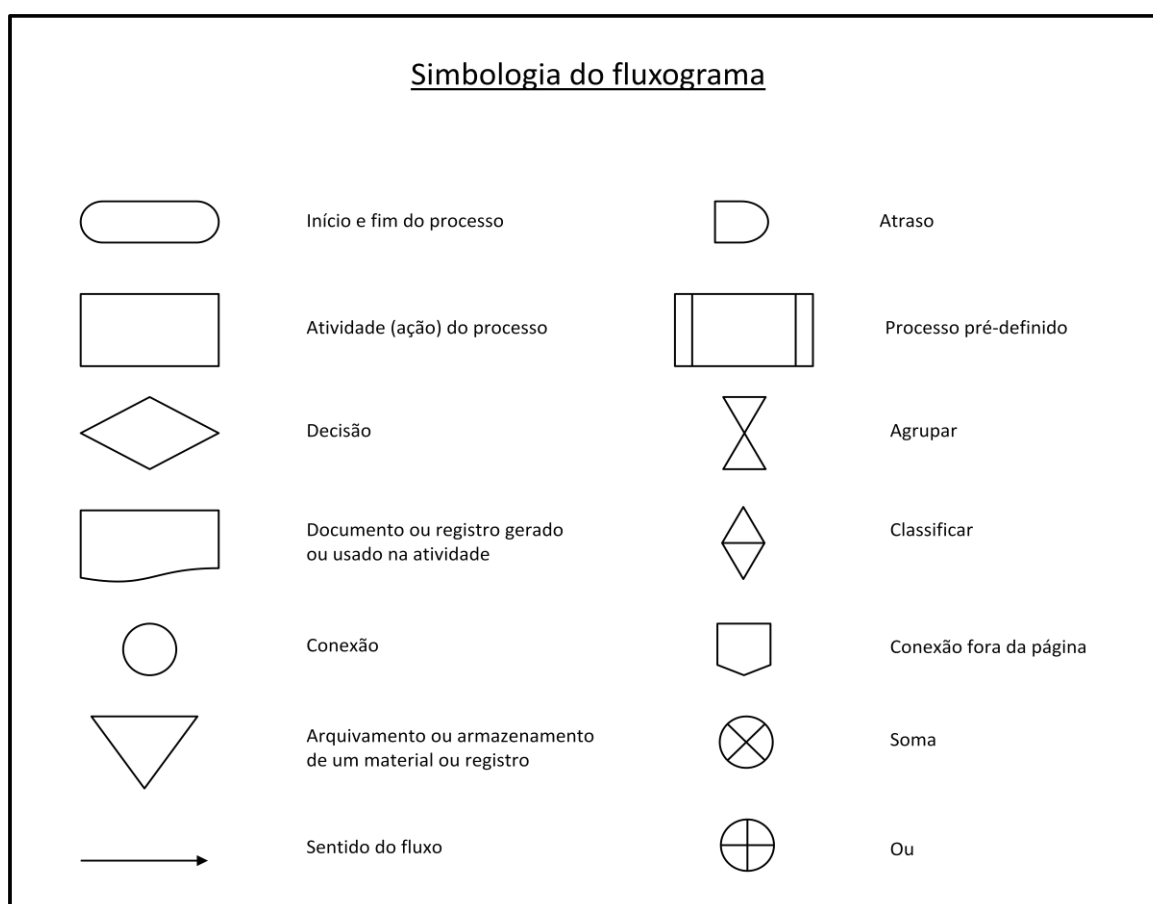 Simbologia do fluxograma
Início e fim do processo
Atraso
Atividade (ação) do processo
Processo pré-definido
Decisão
Agrupar
Documento ou registro gerado
ou usado na atividade
Classificar
Conexão
Conexão fora da página
Arquivamento ou armazenamento
de um material ou registro
Soma
Sentido do fluxo
Ou